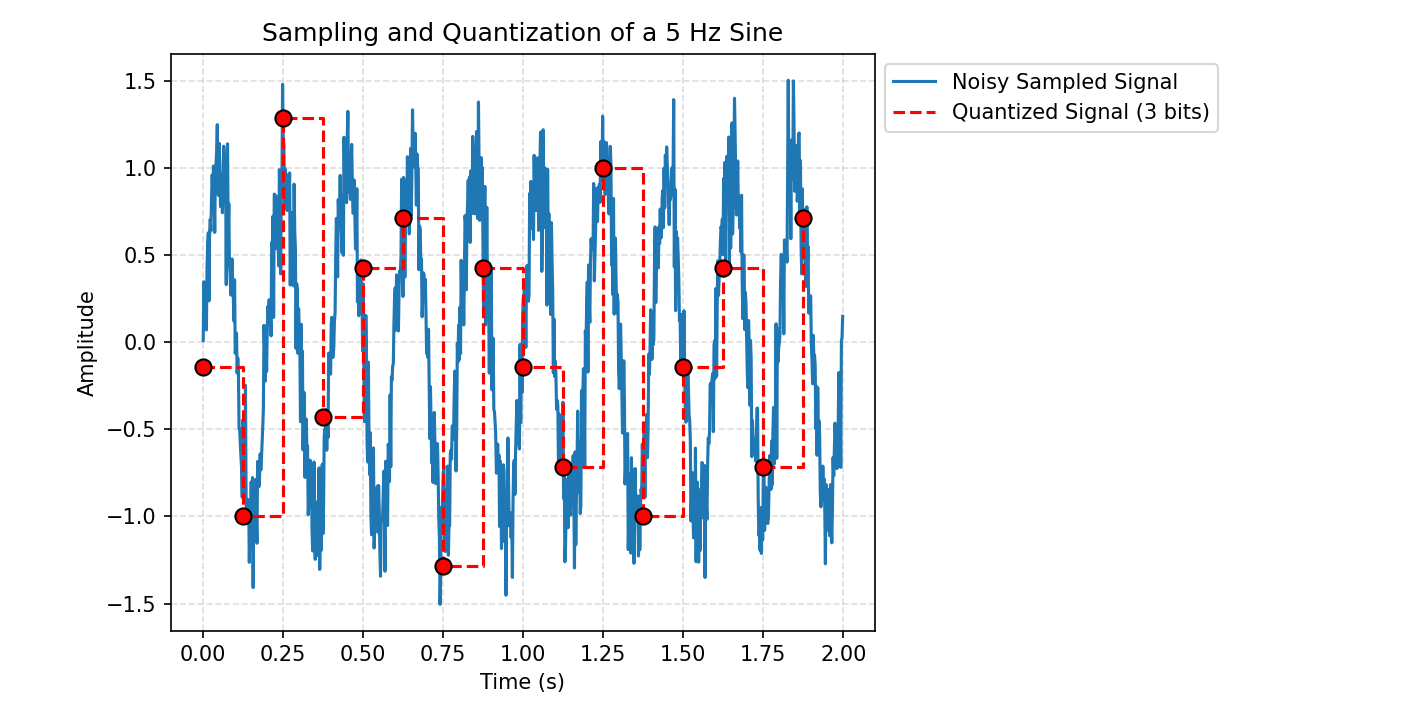 Sampling and Quantization of a 5 Hz Sine
Noisy Sampled Signal
Quantized Signal (3 bits)
Amplitude
1.5
1.0
0.5
0.0
−0.5
−1.0
−1.5
0.00 0.25 0.50 0.75 1.00 1.25 1.50 1.75 2.00
Time (s)